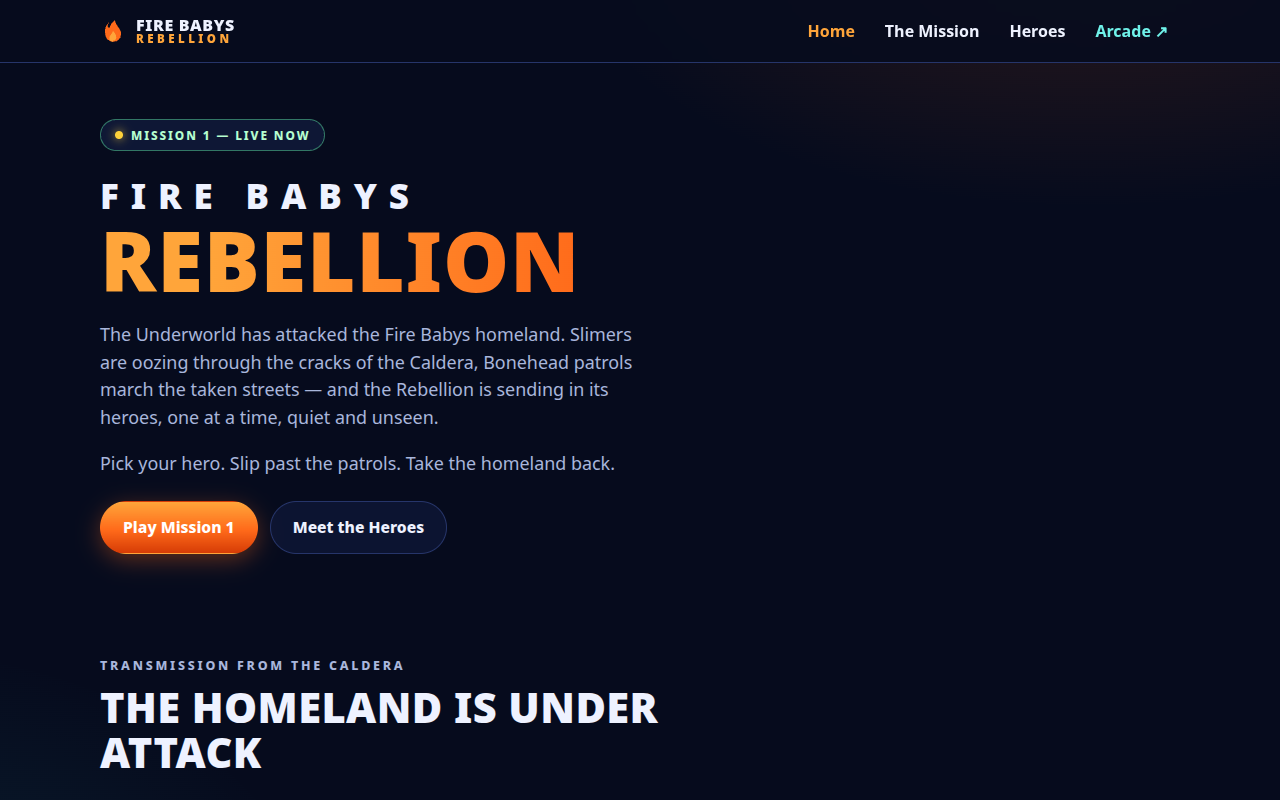 FIRE BABYS
REBELLION
Home
The Mission
Heroes
Arcade ↗
MISSION 1 — LIVE NOW
FIRE BABYS
REBELLION
The Underworld has attacked the Fire Babys homeland. Slimers
are oozing through the cracks of the Caldera, Bonehead patrols
march the taken streets — and the Rebellion is sending in its
heroes, one at a time, quiet and unseen.
Pick your hero. Slip past the patrols. Take the homeland back.
Play Mission 1
Meet the Heroes
TRANSMISSION FROM THE CALDERA
THE HOMELAND IS UNDER
ATTACK